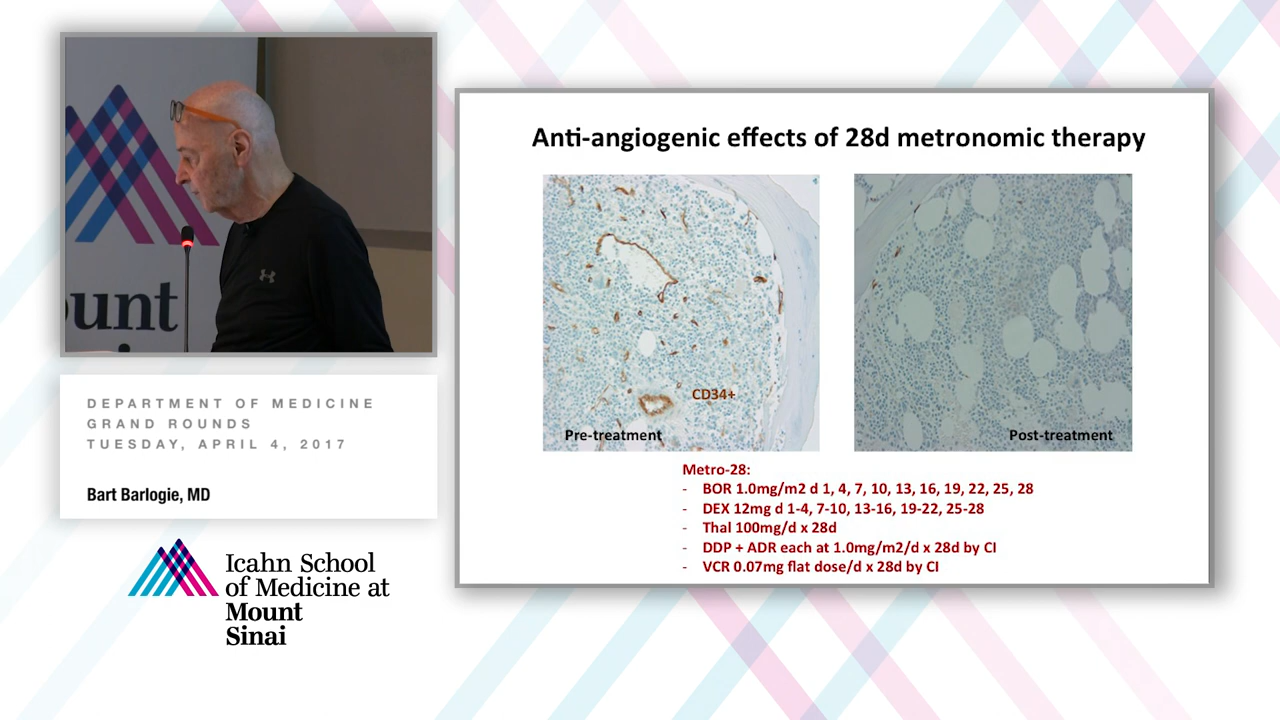 ount
DEPARTMENT OF MEDICINE
GRAND ROUNDS
TUESDAY, APRIL 4, 2017
Bart Barlogie, MD
Icahn School
of Medicine at
Mount
Sinai
Anti-angiogenic effects of 28d metronomic therapy
CD34+
Pre-treatment
Post-treatment
Metro-28:
- BOR 1.0mg/m2 d 1, 4, 7, 10, 13, 16, 19, 22, 25, 28
- DEX 12mg d 1-4, 7-10, 13-16, 19-22, 25-28
- Thal 100mg/d x 28d
- DDP + ADR each at 1.0mg/m2/d x 28d by CI
- VCR 0.07mg flat dose/d x 28d by CI